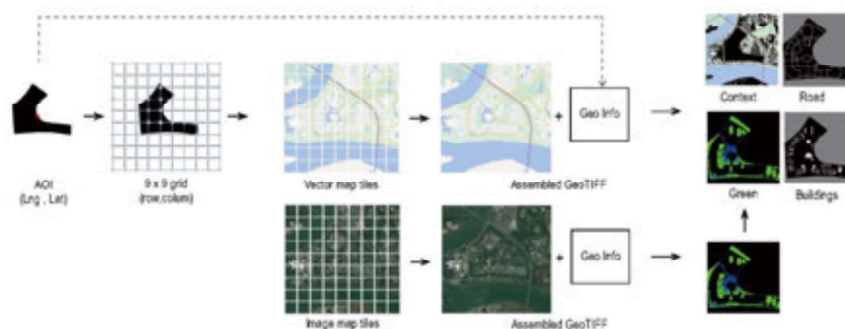 AOI
(Lng , Lat)
9 x 9 grid
(row,colum)
Vector map tiles
Assembled GeoTIFF
+
Geo Info
Context
Road
Green
Buildings
Image map tiles
Assembled GeoTIFF
+
Geo Info